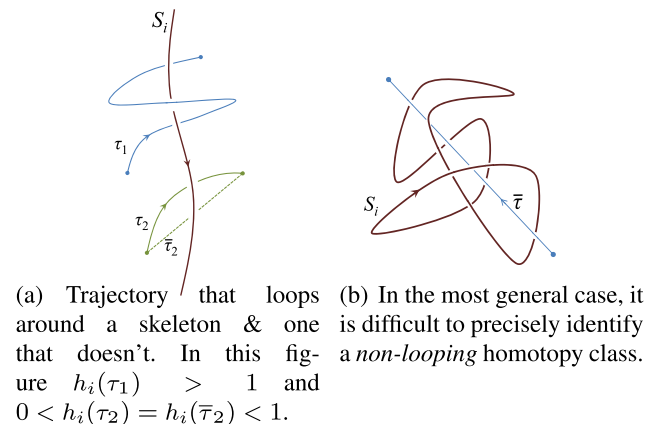 S_i
τ_1
τ_2
τ̅_2
S_i
τ̅
(a) Trajectory that loops
around a skeleton & one
that doesn't. In this fig-
ure h_i(τ_1) > 1 and
0 < h_i(τ_2) = h_i(τ̅_2) < 1.
(b) In the most general case, it
is difficult to precisely identify
a non-looping homotopy class.